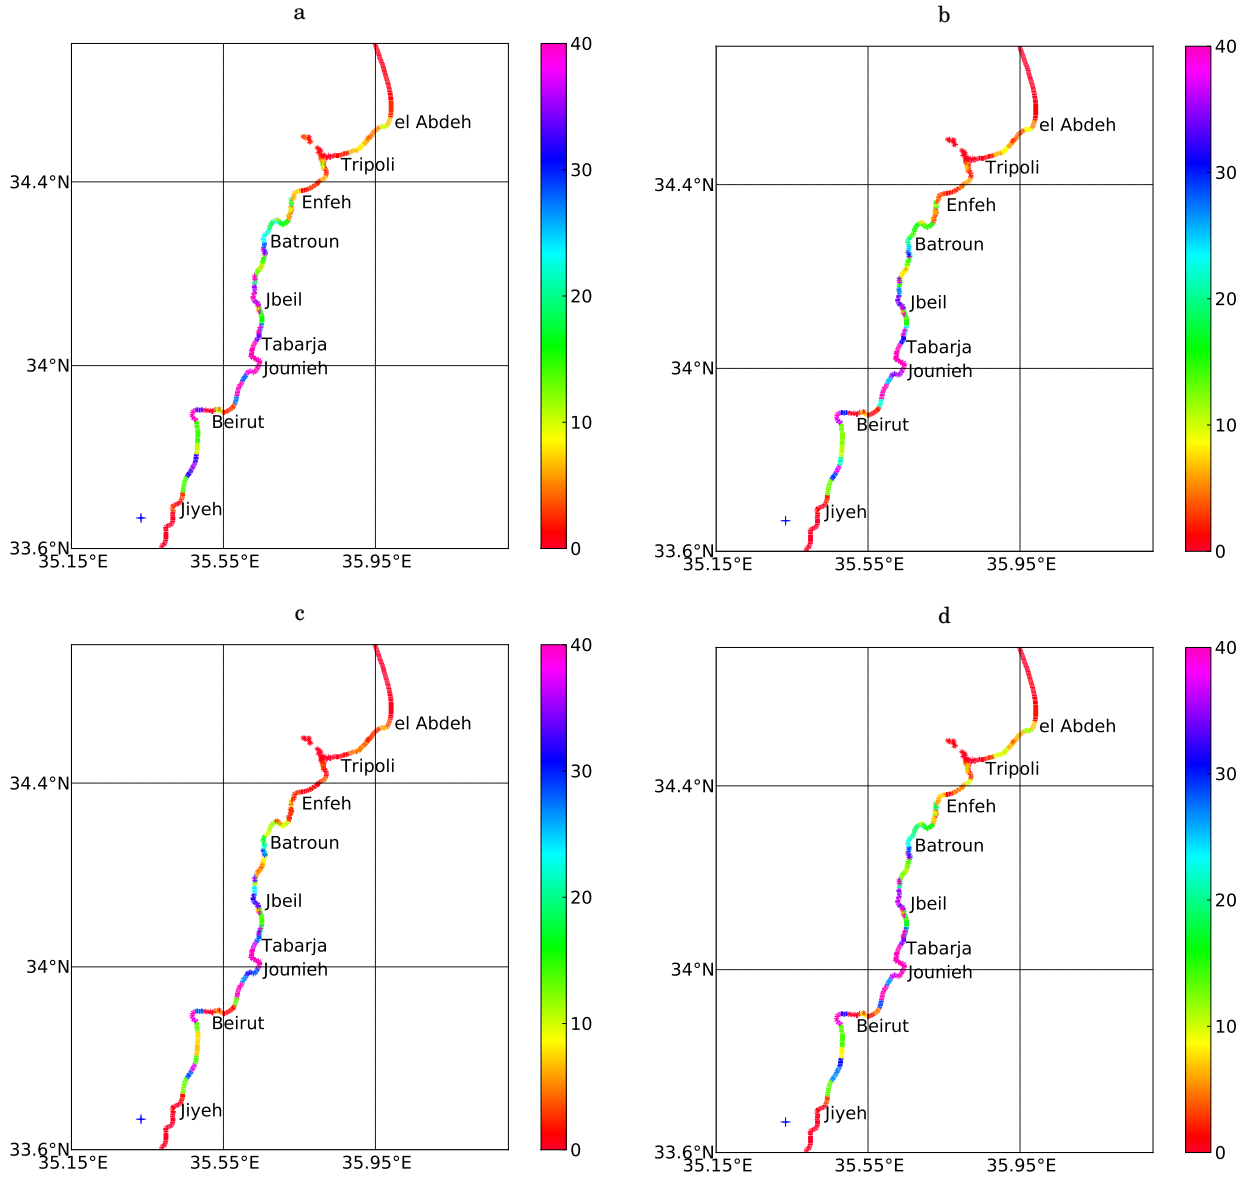 a
b
40
30
20
10
0
el Abdeh
Tripoli
34.4°N
Enfeh
Batroun
Jbeil
Tabarja
34°N
Jounieh
Beirut
Jiyeh
33.6°N
35.15°E
35.55°E
35.95°E
40
30
20
10
0
el Abdeh
Tripoli
34.4°N
Enfeh
Batroun
Jbeil
Tabarja
34°N
Jounieh
Beirut
Jiyeh
33.6°N
35.15°E
35.55°E
35.95°E
c
d
40
30
20
10
0
el Abdeh
Tripoli
34.4°N
Enfeh
Batroun
Jbeil
Tabarja
34°N
Jounieh
Beirut
Jiyeh
33.6°N
35.15°E
35.55°E
35.95°E
40
30
20
10
0
el Abdeh
Tripoli
34.4°N
Enfeh
Batroun
Jbeil
Tabarja
34°N
Jounieh
Beirut
Jiyeh
33.6°N
35.15°E
35.55°E
35.95°E